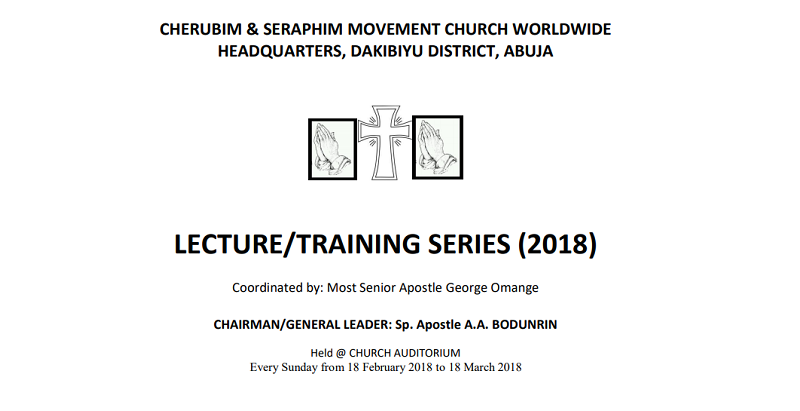 CHERUBIM & SERAPHIM MOVEMENT CHURCH WORLDWIDE
HEADQUARTERS, DAKIBIYU DISTRICT, ABUJA
LECTURE/TRAINING SERIES (2018)
Coordinated by: Most Senior Apostle George Omange
CHAIRMAN/GENERAL LEADER: Sp. Apostle A.A. BODUNRIN
Held @ CHURCH AUDITORIUM
Every Sunday from 18 February 2018 to 18 March 2018